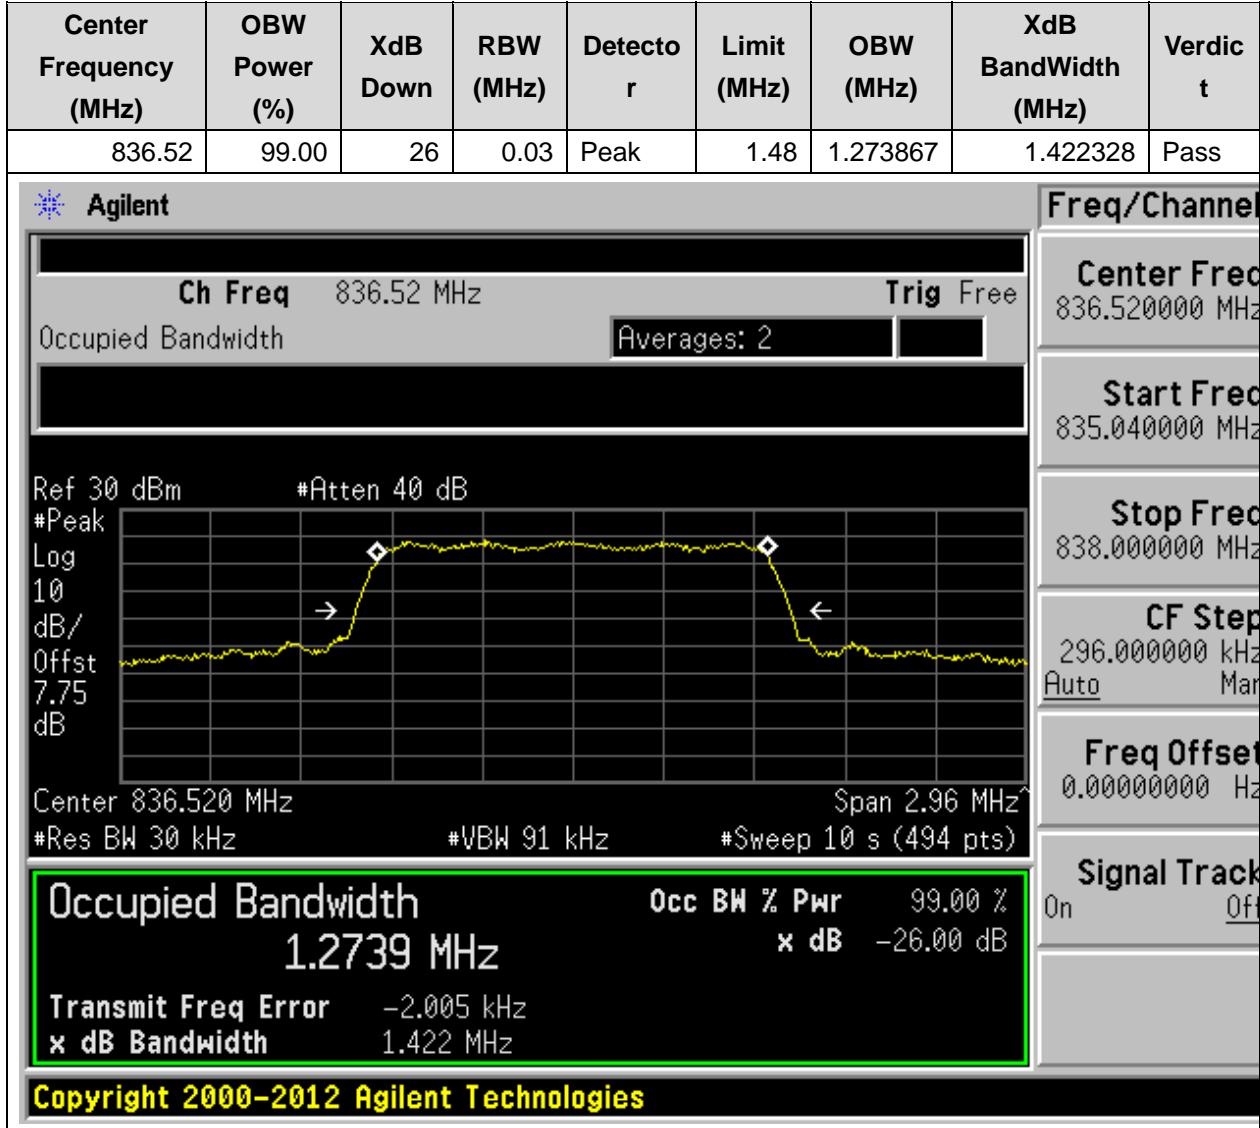 Center Frequency (MHz) OBW Power (%) XdB Down RBW (MHz) Detector Limit (MHz) OBW (MHz) XdB BandWidth (MHz) Verdict
836.52 99.00 26 0.03 Peak 1.48 1.273867 1.422328 Pass
Agilent
Freq/Channel
Ch Freq 836.52 MHz Trig Free
Occupied Bandwidth Averages: 2
Ref 30 dBm #Atten 40 dB
#Peak
Log
10
dB/
Offst
7.75
dB
Center 836.520 MHz Span 2.96 MHz^
#Res BW 30 kHz #VBW 91 kHz #Sweep 10 s (494 pts)
Occupied Bandwidth Occ BW % Pwr 99.00 %
1.2739 MHz x dB -26.00 dB
Transmit Freq Error -2.005 kHz
x dB Bandwidth 1.422 MHz
Center Freq
836.520000 MHz
Start Freq
835.040000 MHz
Stop Freq
838.000000 MHz
CF Step
296.000000 kHz
Auto Man
Freq Offset
0.00000000 Hz
Signal Track
On Off
Copyright 2000-2012 Agilent Technologies